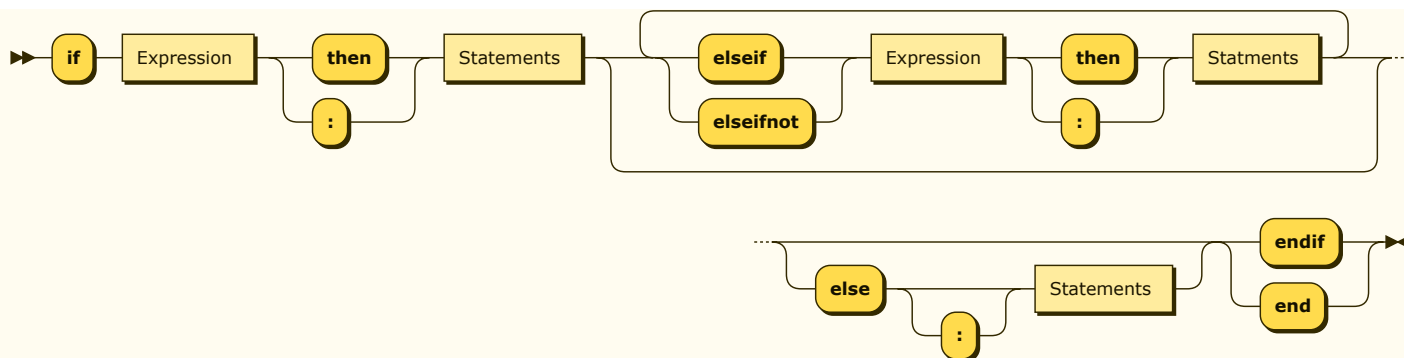 if Expression then Statements elseif Expression then Statments
: elseifnot :
endif
else Statements end
: